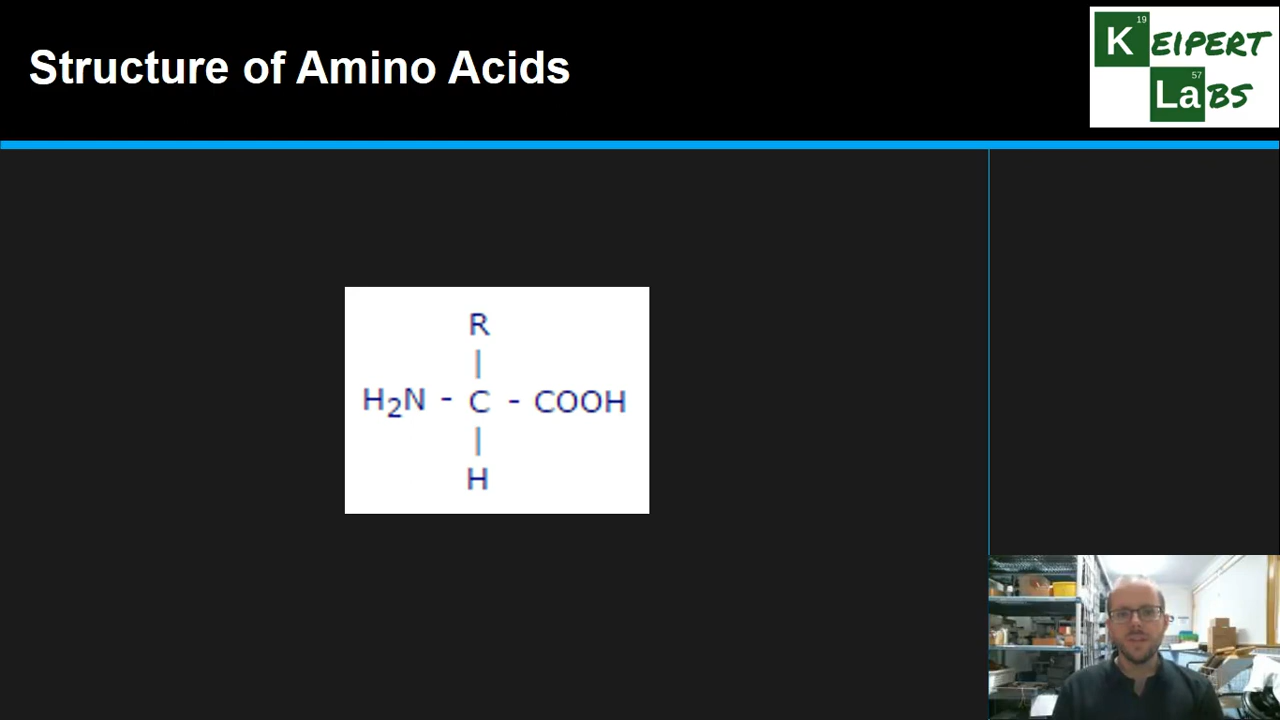 Structure of Amino Acids
19
KEIPERT
57
LaBS
R
|
H₂N - C - COOH
|
H